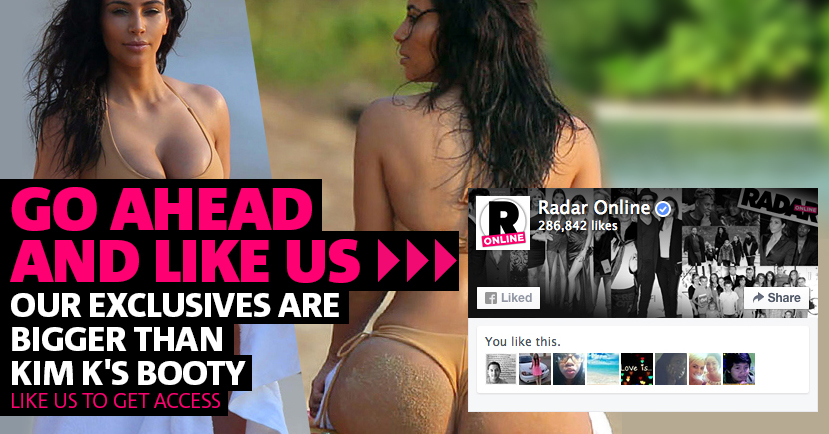 GO AHEAD
AND LIKE US
OUR EXCLUSIVES ARE
BIGGER THAN
KIM K'S BOOTY
LIKE US TO GET ACCESS
R
ONLINE
Radar Online
286,842 likes
RADAR
ONLINE
Liked
Share
You like this.
Love is...